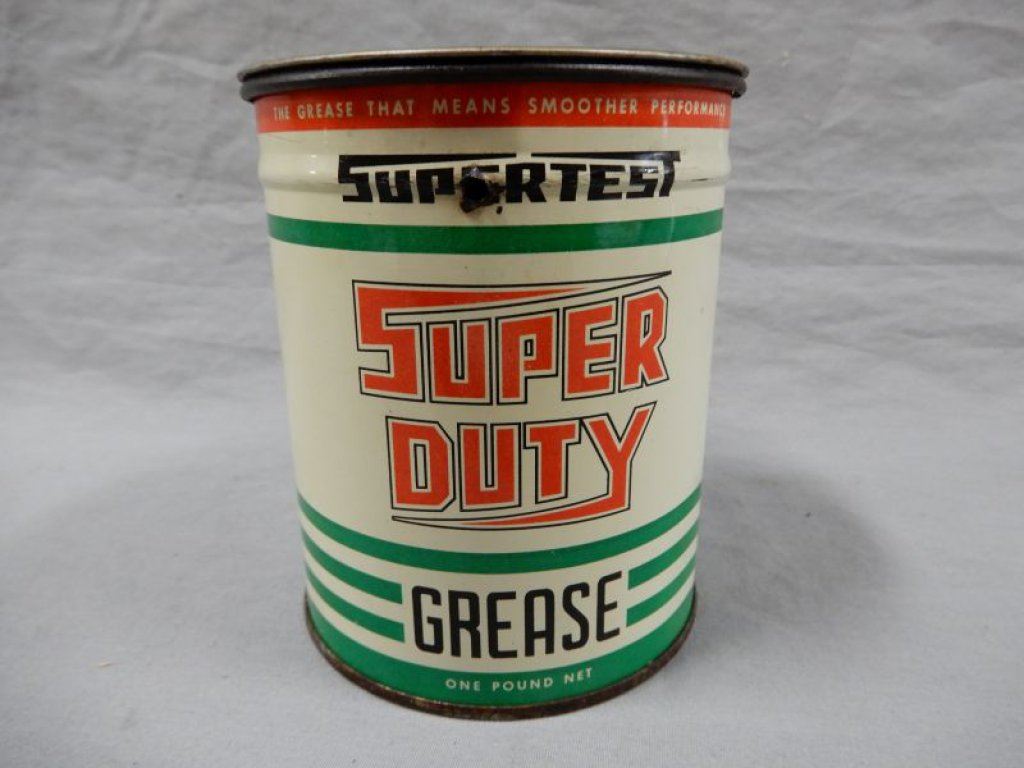 THE GREASE THAT MEANS SMOOTHER PERFORMANCE
SUPERTEST
SUPER
DUTY
GREASE
ONE POUND NET